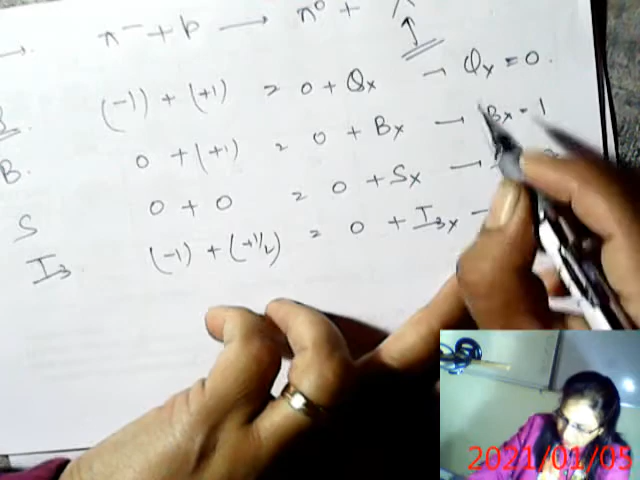 π⁻ + p → π⁰ +
Q (-1) + (+1) = 0 + Qx → Qx = 0.
B. 0 + (+1) = 0 + Bx → Bx = 1
S 0 + 0 = 0 + Sx →
I₃ (-1) + (+1/2) = 0 + I₃x →
2021/01/05